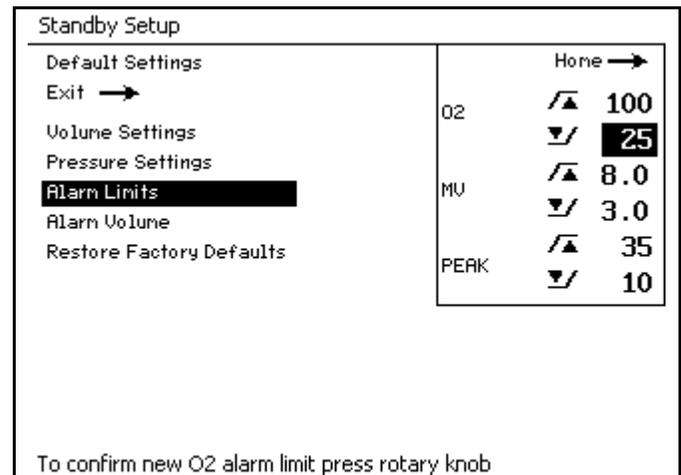 Standby Setup
Default Settings
Exit
Volume Settings
Pressure Settings
Alarm Limits
Alarm Volume
Restore Factory Defaults
Home
O2
100
25
MV
8.0
3.0
PEAK
35
10
To confirm new O2 alarm limit press rotary knob